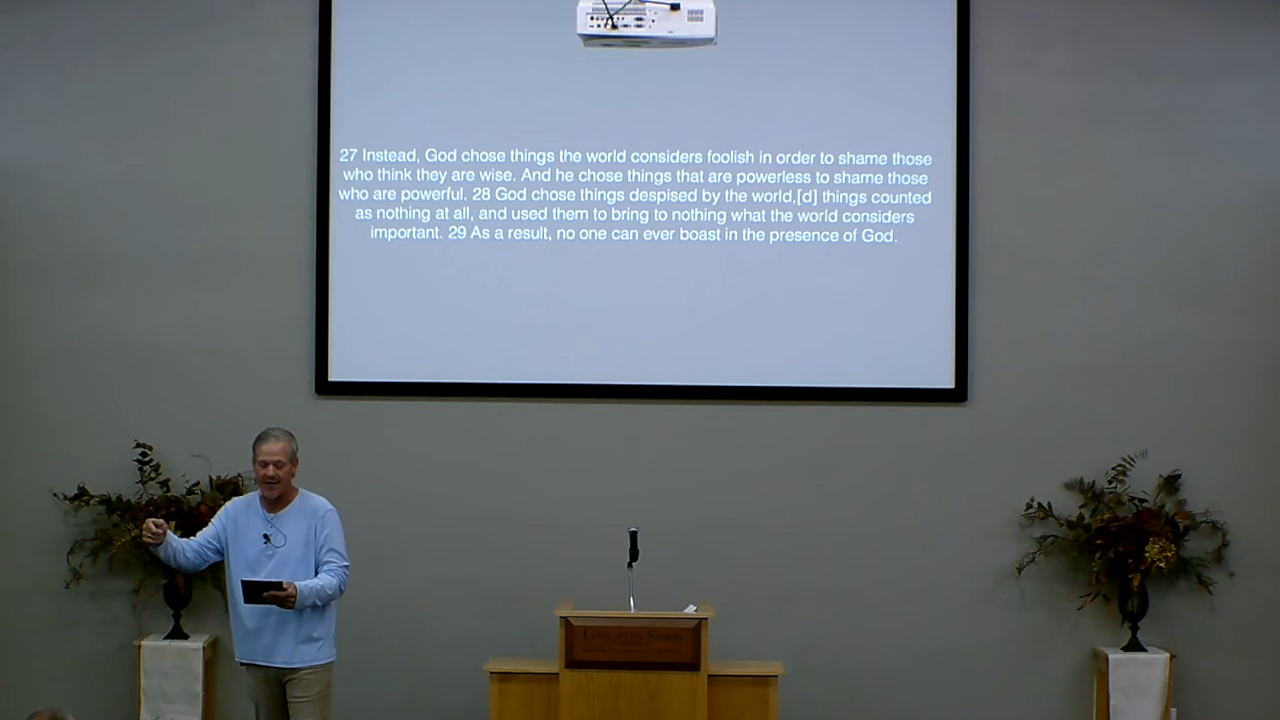 27 Instead, God chose things the world considers foolish in order to shame those
who think they are wise. And he chose things that are powerless to shame those
who are powerful. 28 God chose things despised by the world,[d] things counted
as nothing at all, and used them to bring to nothing what the world considers
important. 29 As a result, no one can ever boast in the presence of God.